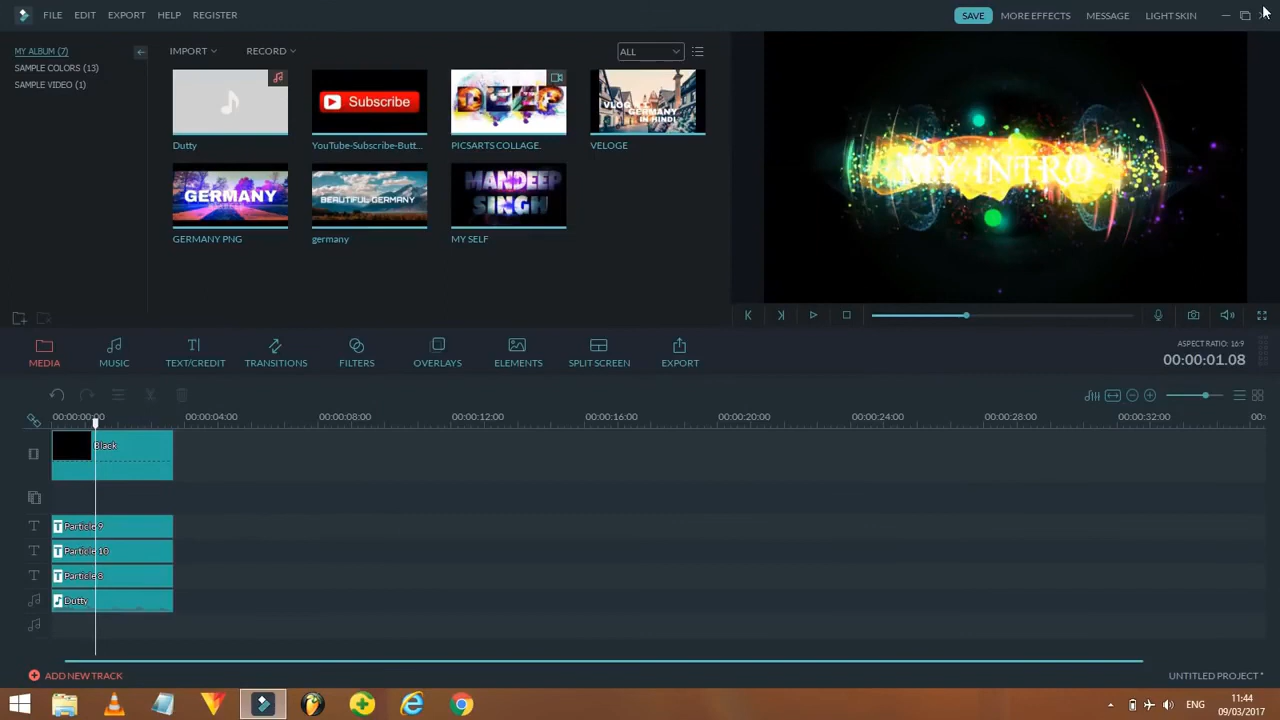 FILE EDIT EXPORT HELP REGISTER SAVE MORE EFFECTS MESSAGE LIGHT SKIN
MY ALBUM (7)
SAMPLE COLORS (13)
SAMPLE VIDEO (1)
IMPORT RECORD ALL
Subscribe
DEEP
VLOG
GERMANY
IN HINDI
Dutty YouTube-Subscribe-Butt... PICSARTS COLLAGE. VELOGE
GERMANY
BEAUTIFUL GERMANY
MANDEEP
SINGH
GERMANY PNG germany MY SELF
MY INTRO
MEDIA MUSIC TEXT/CREDIT TRANSITIONS FILTERS OVERLAYS ELEMENTS SPLIT SCREEN EXPORT
ASPECT RATIO: 16:9
00:00:01.08
00:00:00:00 00:00:04:00 00:00:08:00 00:00:12:00 00:00:16:00 00:00:20:00 00:00:24:00 00:00:28:00 00:00:32:00
Black
T Particle 9
T Particle 10
T Particle 8
Dutty
ADD NEW TRACK UNTITLED PROJECT *
ENG
11:44
09/03/2017